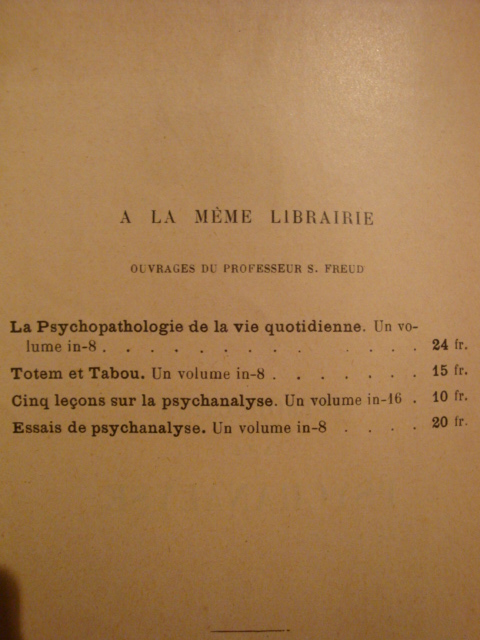 A LA MÊME LIBRAIRIE
OUVRAGES DU PROFESSEUR S. FREUD
La Psychopathologie de la vie quotidienne. Un vo-
lume in-8 . . . . . . . . . . . . . 24 fr.
Totem et Tabou. Un volume in-8 . . . . . . . 15 fr.
Cinq leçons sur la psychanalyse. Un volume in-16 . 10 fr.
Essais de psychanalyse. Un volume in-8 . . . . 20 fr.